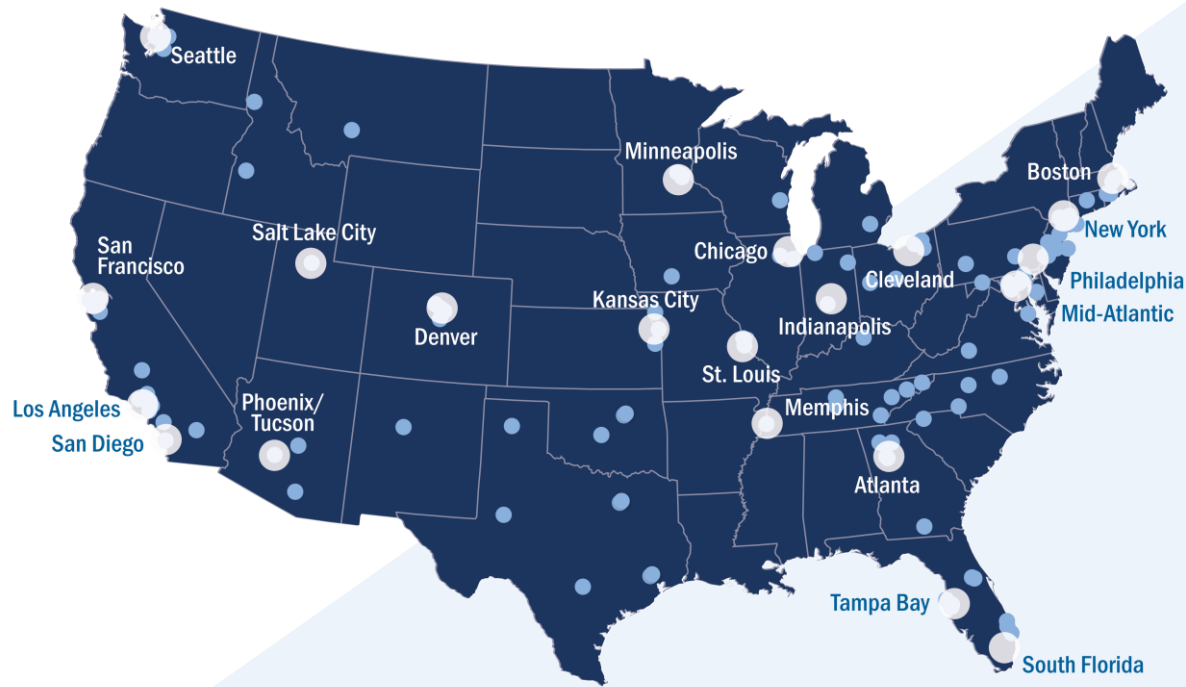 Seattle
Minneapolis
Boston
New York
Salt Lake City
San
Francisco
Chicago
Cleveland
Philadelphia
Kansas City
Mid-Atlantic
Denver
Indianapolis
St. Louis
Los Angeles
Phoenix/
Tucson
Memphis
San Diego
Atlanta
Tampa Bay
South Florida